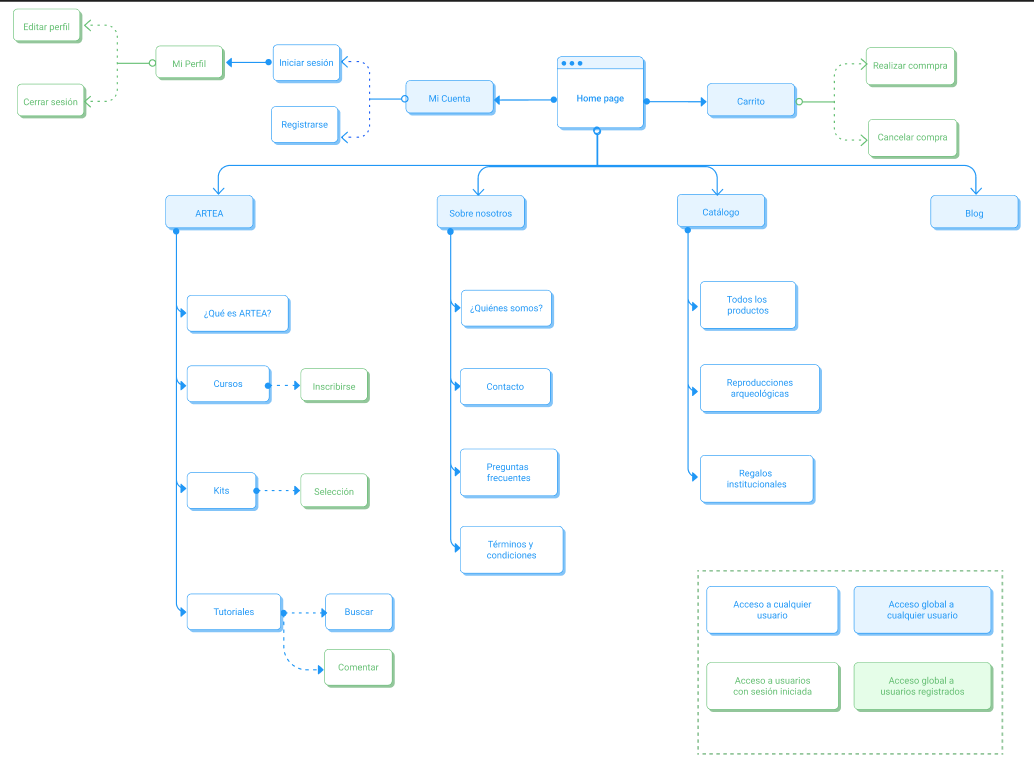 Editar perfil
Mi Perfil
Iniciar sesión
Cerrar sesión
Registrarse
Mi Cuenta
Home page
Carrito
Realizar commpra
Cancelar compra
ARTEA
Sobre nosotros
Catálogo
Blog
¿Qué es ARTEA?
Cursos
Inscribirse
Kits
Selección
Tutoriales
Buscar
Comentar
¿Quiénes somos?
Contacto
Preguntas
frecuentes
Términos y
condiciones
Todos los
productos
Reproducciones
arqueológicas
Regalos
institucionales
Acceso a cualquier
usuario
Acceso global a
cualquier usuario
Acceso a usuarios
con sesión iniciada
Acceso global a
usuarios registrados